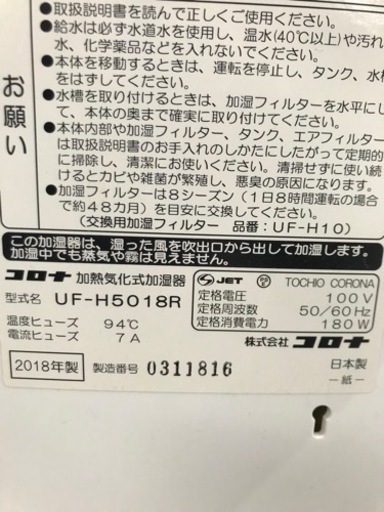 お願い
●取扱説明書を読んで正しくご使用ください。
●給水は必ず水道水を使用し、温水(40℃以上)や汚れ
水、化学薬品などを入れないでください。
●本体を移動するときは、運転を停止し、タンク、水
をはずしてください。
●水槽を取り付けるときは、加湿フィルターを水平にし
て、本体の奥まで確実に取り付けてください。
●本体内部や加湿フィルター、タンク、エアフィルター
は取扱説明書のお手入れのしかたにしたがって定期的
に掃除し、清潔にお使いください。清掃せずに使い続
けるとカビや雑菌が繁殖し、悪臭の原因になります。
●加湿フィルターは8シーズン(1日8時間運転の場合
で約48カ月)を目安に交換してください。
(交換用加湿フィルター 品番:UF-H10)
この加湿器は、湿った風を吹出口から出して加湿します。
加湿中でも蒸気や霧は見えません。
コロナ 加熱気化式加湿器
型式名 UF-H5018R
温度ヒューズ 94℃
電流ヒューズ 7A
2018年製 製造番号 0311816
S JET TOCHIO CORONA
定格電圧 100V
定格周波数 50/60Hz
定格消費電力 180W
株式会社 コロナ
日本製
-紙-